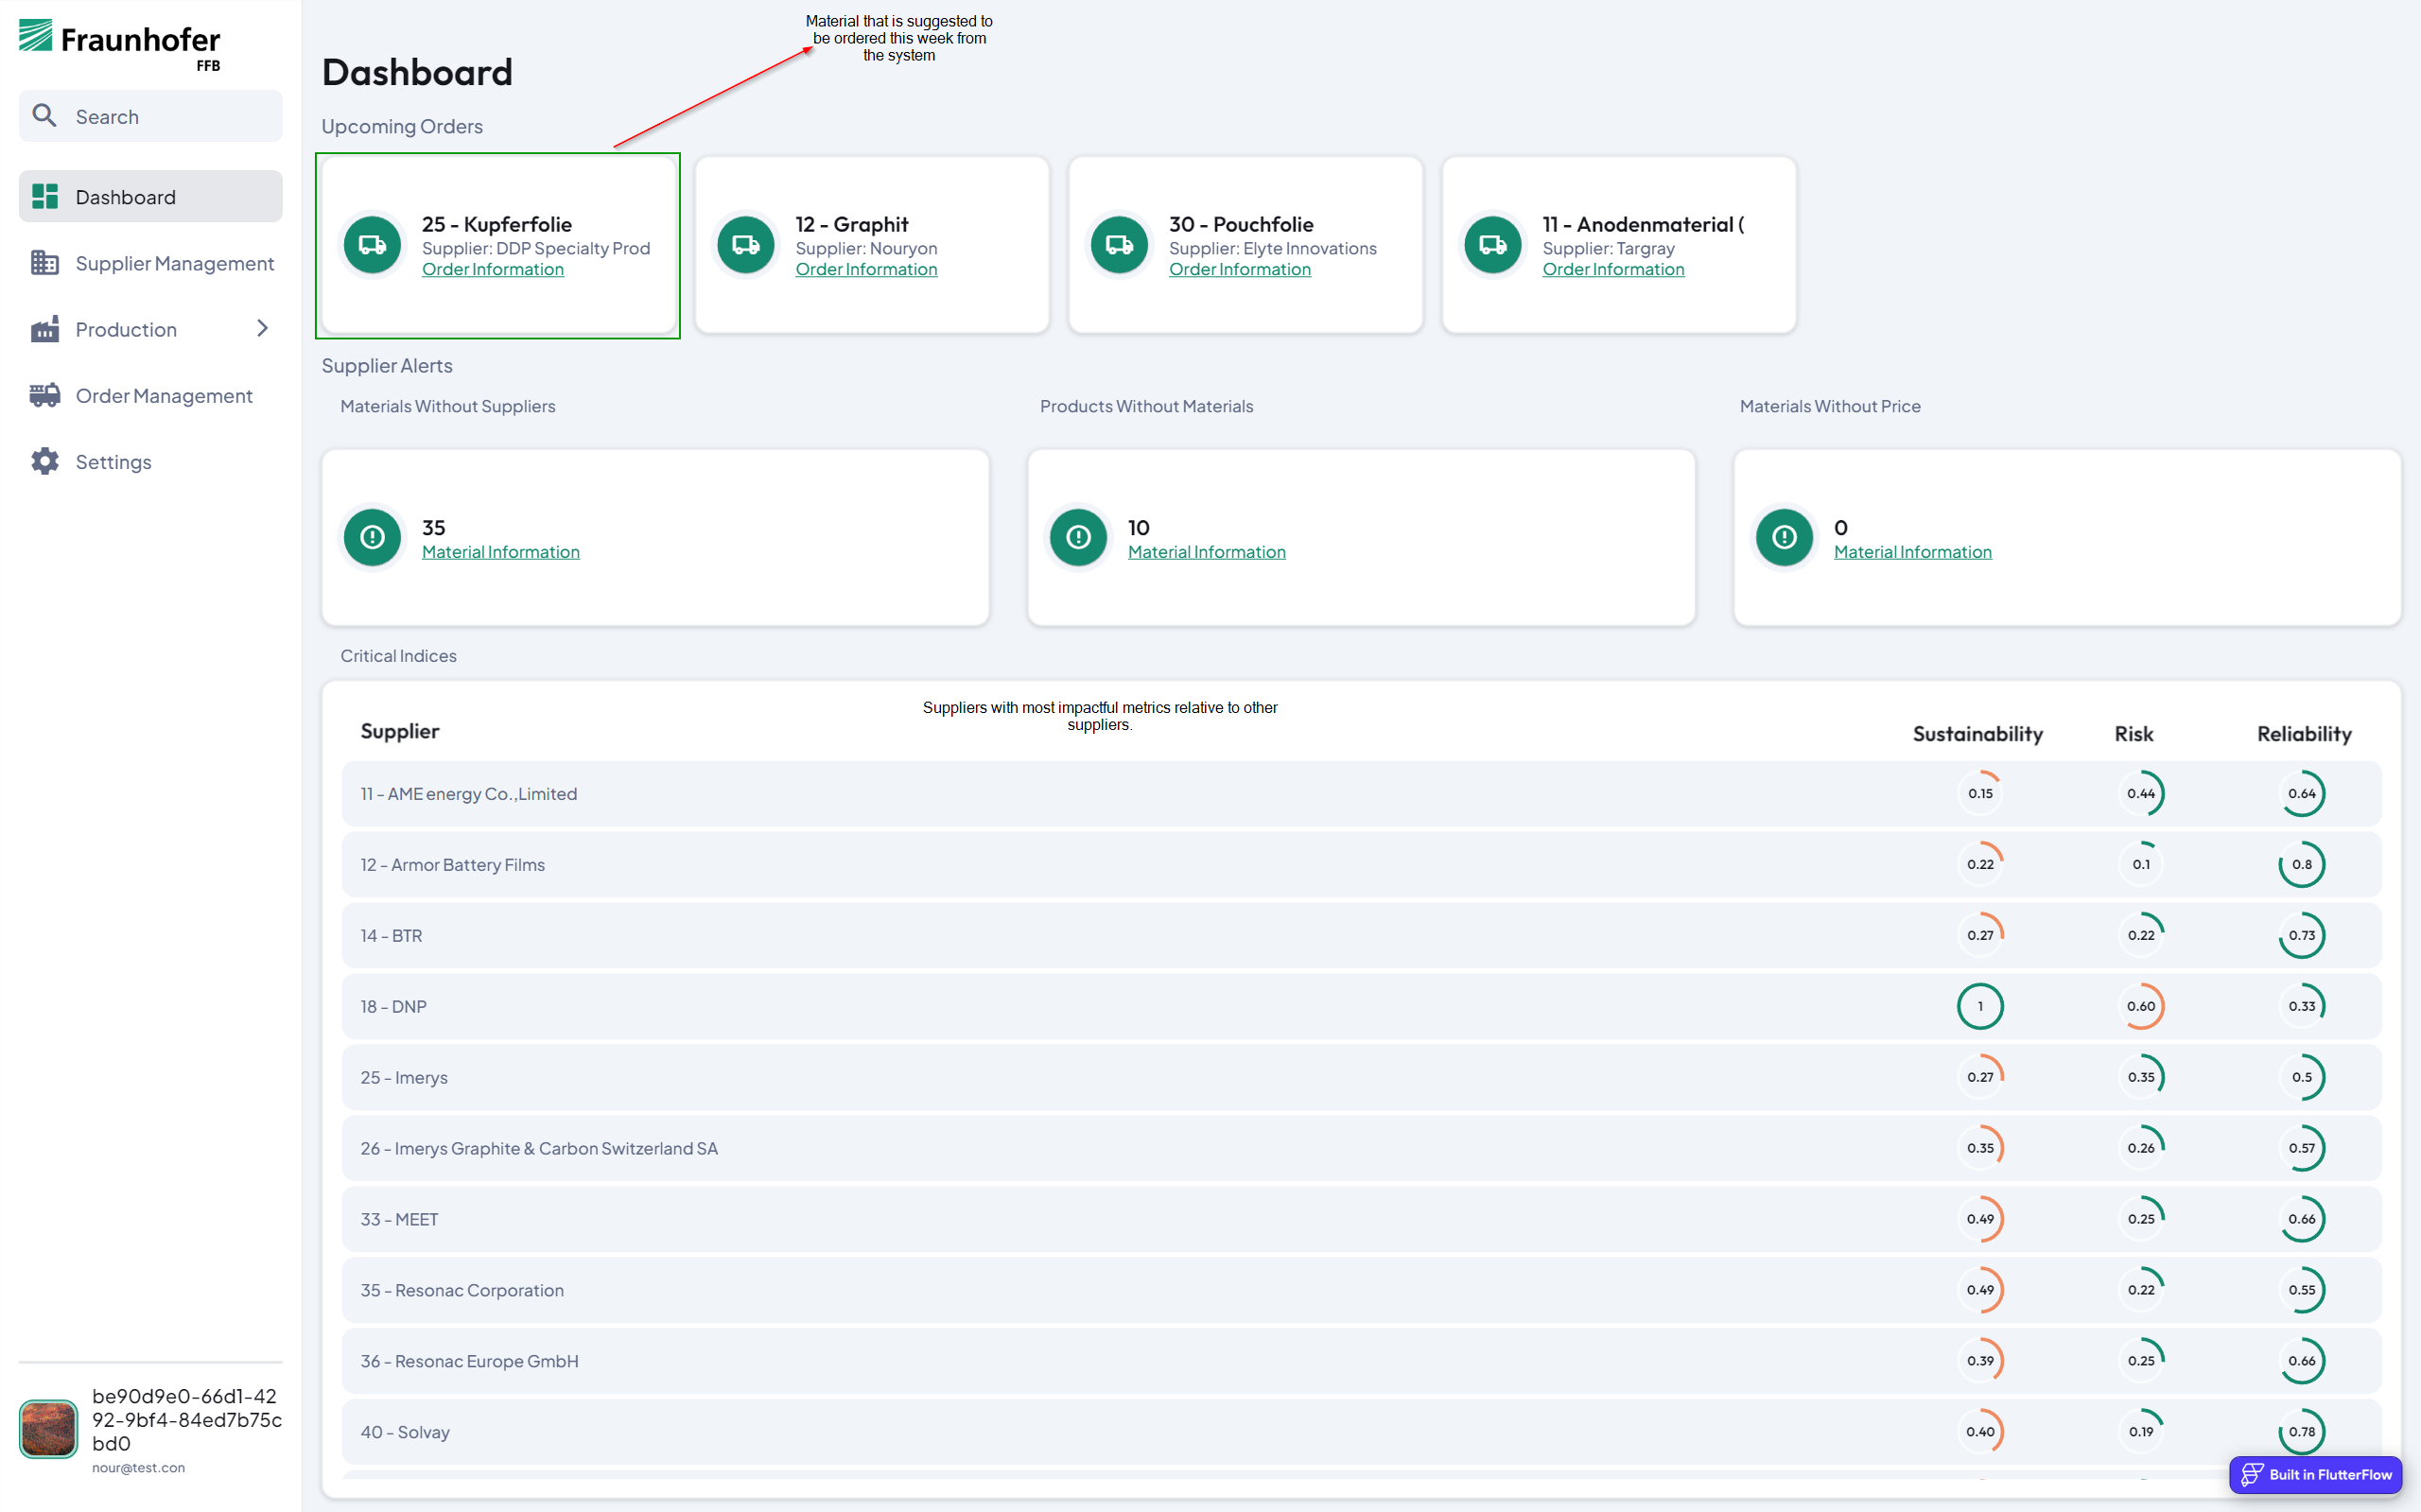 Fraunhofer
FFB
Search
Dashboard
Supplier Management
Production
Order Management
Settings
be90d9e0-66d1-42
92-9bf4-84ed7b75c
bd0
nour@test.con
Material that is suggested to
be ordered this week from
the system
Dashboard
Upcoming Orders
25 - Kupferfolie
Supplier: DDP Specialty Prod
Order Information
12 - Graphit
Supplier: Nouryon
Order Information
30 - Pouchfolie
Supplier: Elyte Innovations
Order Information
11 - Anodenmaterial (
Supplier: Targray
Order Information
Supplier Alerts
Materials Without Suppliers
Products Without Materials
Materials Without Price
35
Material Information
10
Material Information
0
Material Information
Critical Indices
Suppliers with most impactful metrics relative to other
suppliers.
Supplier Sustainability Risk Reliability
11 - AME energy Co.,Limited 0.15 0.44 0.64
12 - Armor Battery Films 0.22 0.1 0.8
14 - BTR 0.27 0.22 0.73
18 - DNP 1 0.60 0.33
25 - Imerys 0.27 0.35 0.5
26 - Imerys Graphite & Carbon Switzerland SA 0.35 0.26 0.57
33 - MEET 0.49 0.25 0.66
35 - Resonac Corporation 0.49 0.22 0.55
36 - Resonac Europe GmbH 0.39 0.25 0.66
40 - Solvay 0.40 0.19 0.78
Built in FlutterFlow